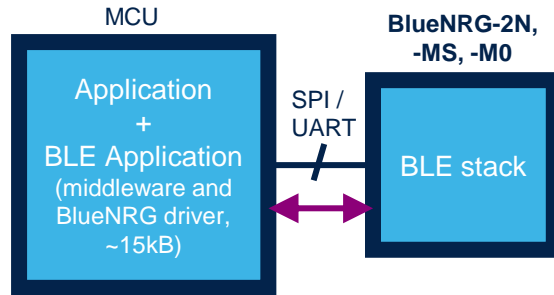 MCU
Application
+
BLE Application
(middleware and
BlueNRG driver,
~15kB)
SPI /
UART
BlueNRG-2N,
-MS, -M0
BLE stack